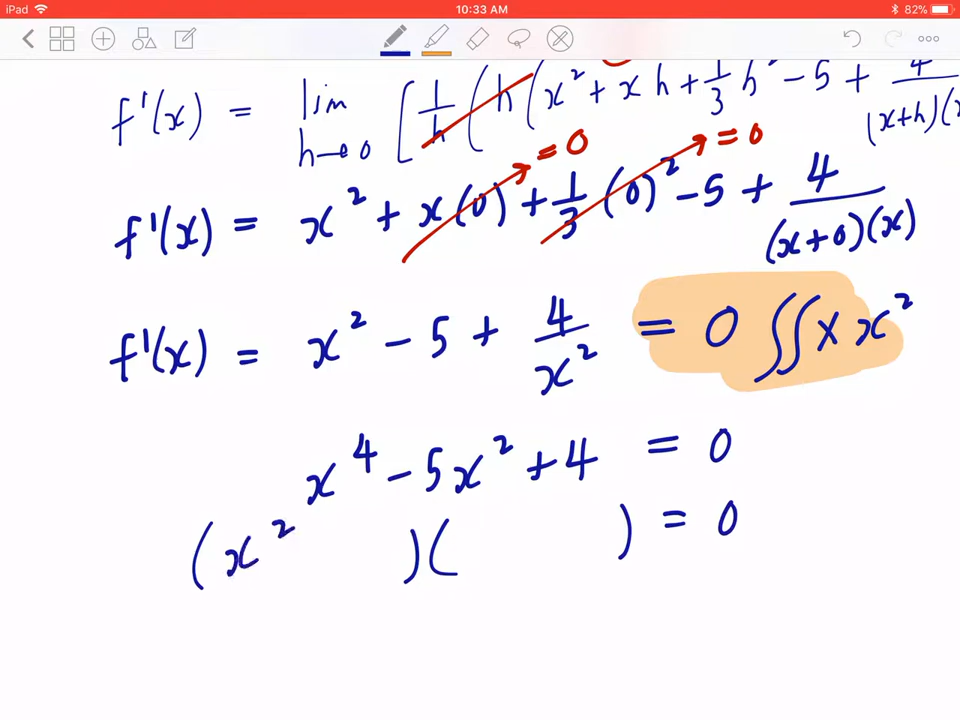 iPad 10:33 AM 82%
f'(x) = lim h→0 [ 1/h ( h ( x² + xh + 1/3 h² - 5 + 4/(x+h)(x
f'(x) = x² + x(0) + 1/3 (0)² - 5 + 4/(x+0)(x)
= 0 = 0
f'(x) = x² - 5 + 4/x² = 0 ∬ × x²
x⁴ - 5x² + 4 = 0
(x² )( ) = 0